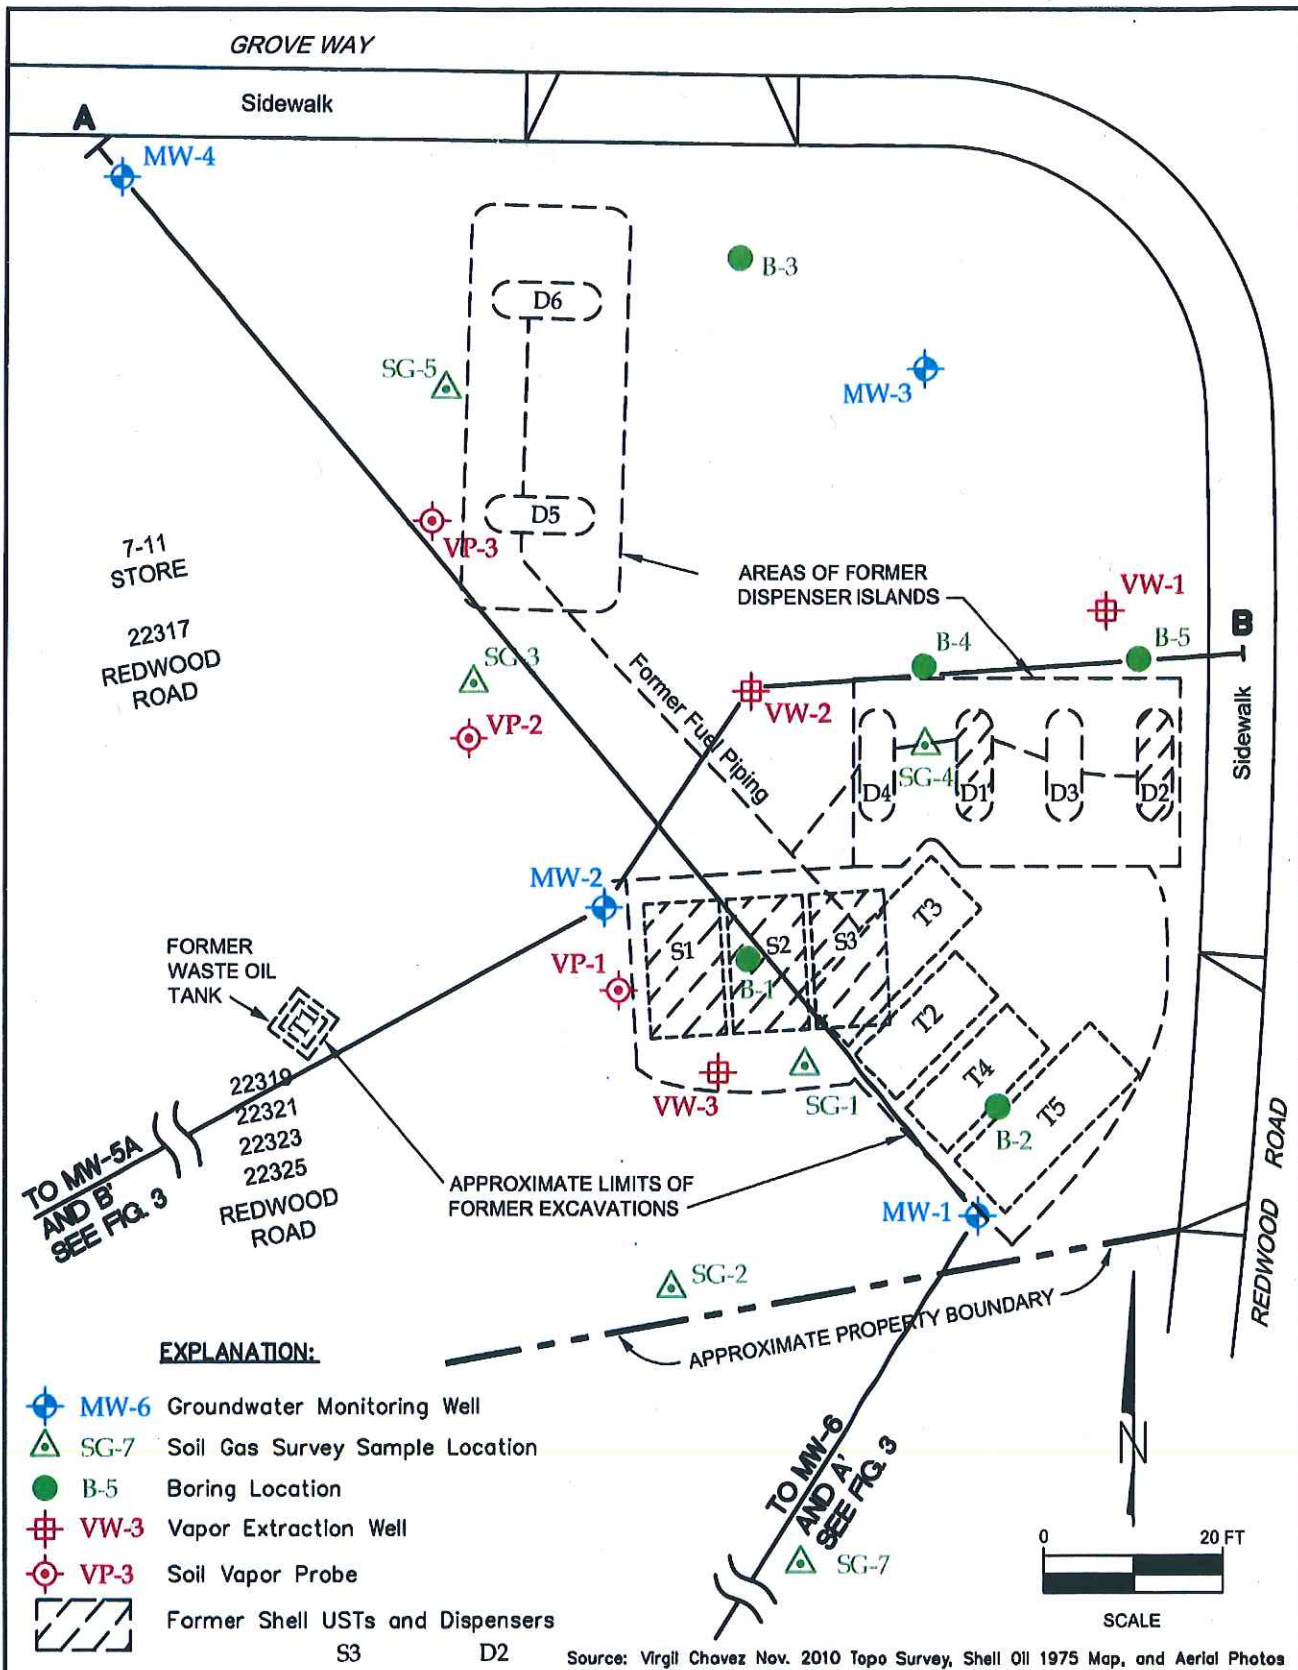 GROVE WAY
Sidewalk
A
MW-4
B-3
D6
SG-5
MW-3
D5
VP-3
7-11
STORE
22317
REDWOOD
ROAD
AREAS OF FORMER
DISPENSER ISLANDS
VW-1
B-4
B-5
B
SG-3
Former Fuel Piping
VW-2
VP-2
Sidewalk
SG-4
D4
D1
D3
D2
MW-2
T3
FORMER
WASTE OIL
TANK
S1
S2
S3
VP-1
B-1
T1
T2
T4
T5
22319
22321
22323
22325
REDWOOD
ROAD
VW-3
SG-1
B-2
TO MW-5A
AND B'
SEE FIG. 3
APPROXIMATE LIMITS OF
FORMER EXCAVATIONS
MW-1
REDWOOD ROAD
SG-2
APPROXIMATE PROPERTY BOUNDARY
EXPLANATION:
MW-6 Groundwater Monitoring Well
SG-7 Soil Gas Survey Sample Location
B-5 Boring Location
VW-3 Vapor Extraction Well
VP-3 Soil Vapor Probe
Former Shell USTs and Dispensers
S3 D2
TO MW-6
AND A'
SEE FIG. 3
SG-7
N
0 20 FT
SCALE
Source: Virgil Chavez Nov. 2010 Topo Survey, Shell Oil 1975 Map, and Aerial Photos